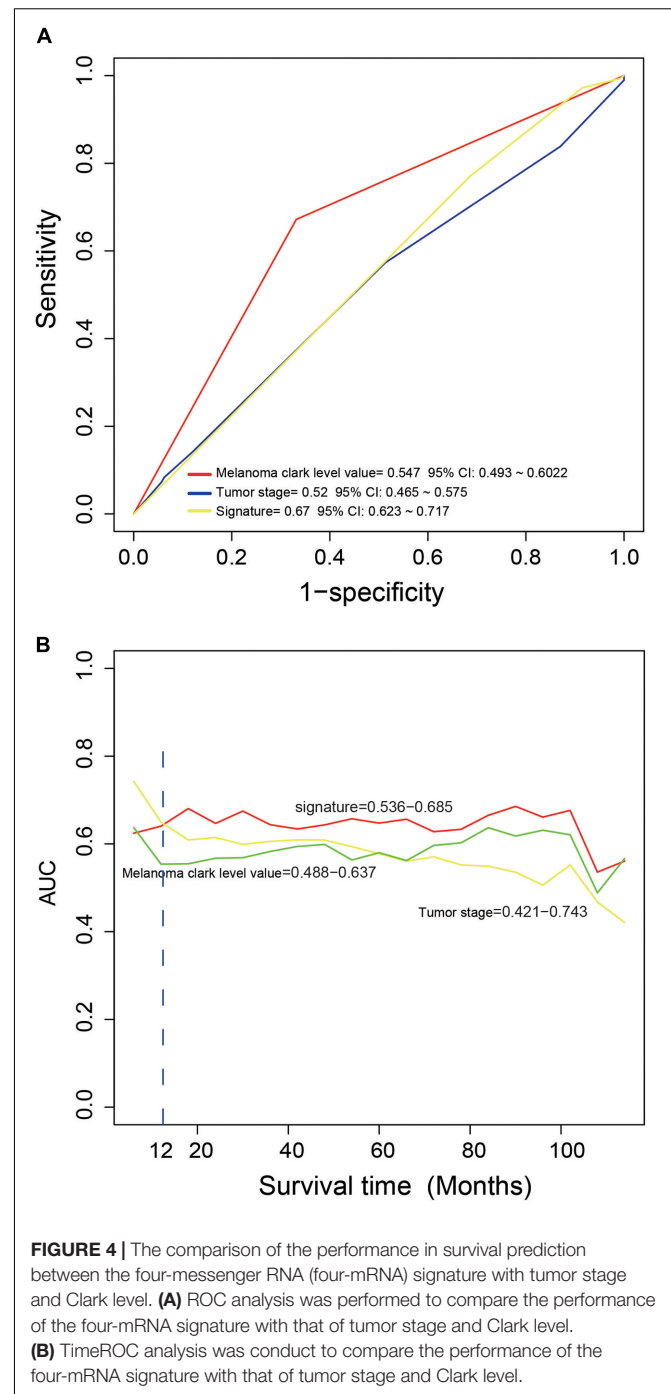 A
Sensitivity
1.0
0.8
0.6
0.4
0.2
0.0
Melanoma clark level value= 0.547 95% CI: 0.493 ~ 0.6022
Tumor stage= 0.52 95% CI: 0.465 ~ 0.575
Signature= 0.67 95% CI: 0.623 ~ 0.717
0.0 0.2 0.4 0.6 0.8 1.0
1−specificity
B
AUC
1.0
0.8
0.6
0.4
0.2
0.0
signature=0.536−0.685
Melanoma clark level value=0.488−0.637
Tumor stage=0.421−0.743
12 20 40 60 80 100
Survival time (Months)
FIGURE 4 | The comparison of the performance in survival prediction
between the four-messenger RNA (four-mRNA) signature with tumor stage
and Clark level. (A) ROC analysis was performed to compare the performance
of the four-mRNA signature with that of tumor stage and Clark level.
(B) TimeROC analysis was conduct to compare the performance of the
four-mRNA signature with that of tumor stage and Clark level.